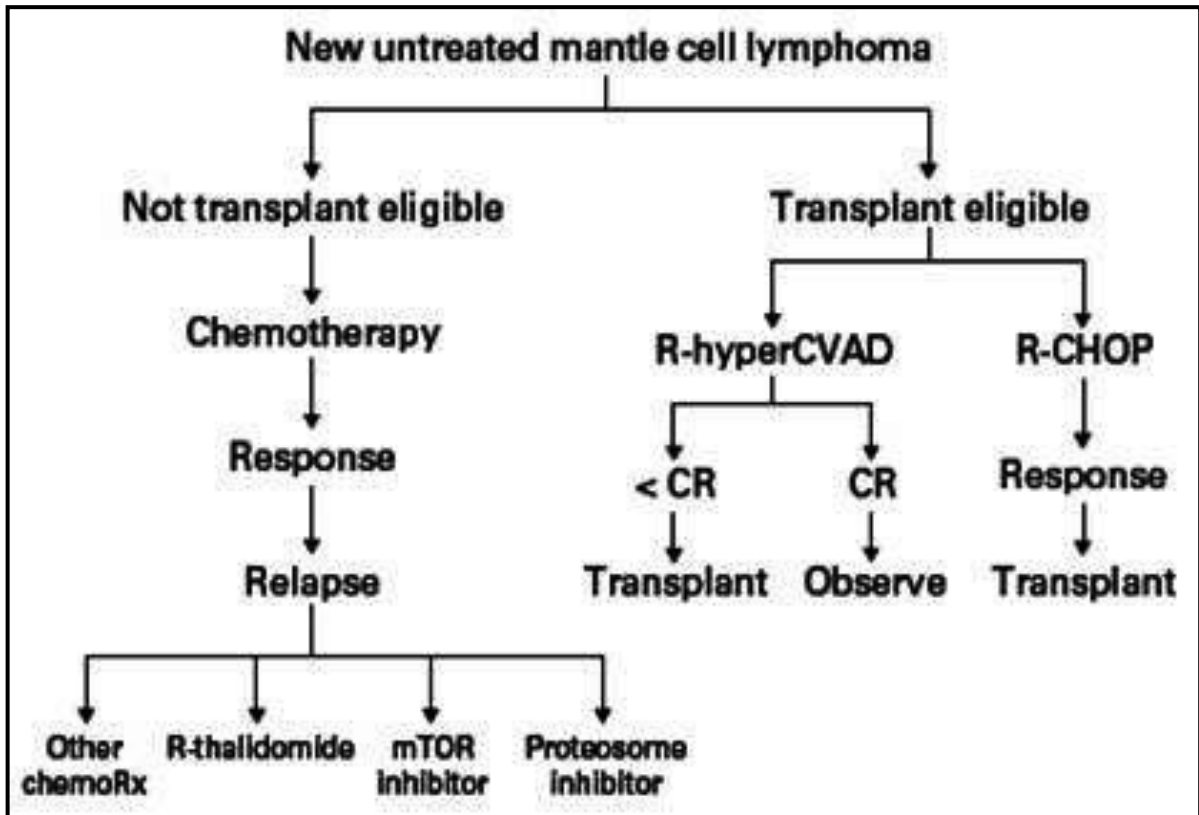 New untreated mantle cell lymphoma
Not transplant eligible
Transplant eligible
Chemotherapy
R-hyperCVAD
R-CHOP
Response
< CR
CR
Response
Relapse
Transplant
Observe
Transplant
Other
chemoRx
R-thalidomide
mTOR
inhibitor
Proteosome
inhibitor